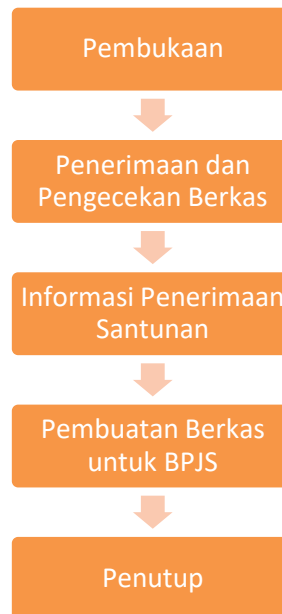 Pembukaan
Penerimaan dan
Pengecekan Berkas
Informasi Penerimaan
Santunan
Pembuatan Berkas
untuk BPJS
Penutup